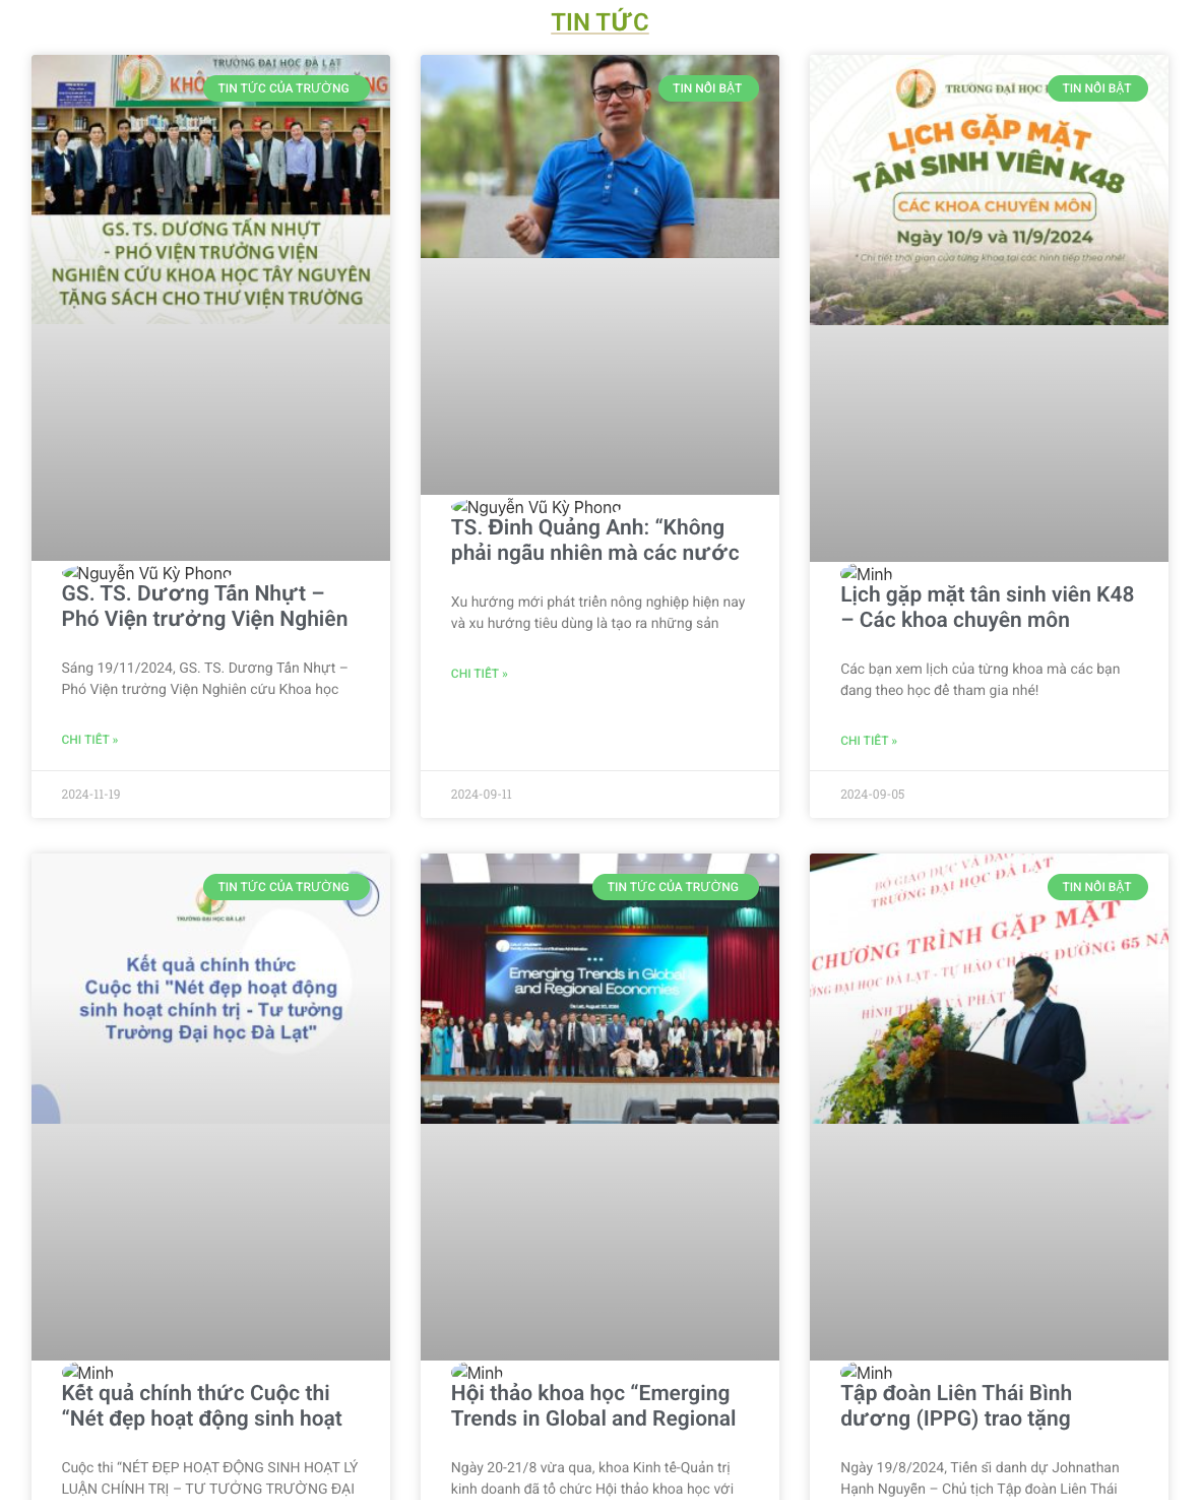 TIN TỨC
TRƯỜNG ĐẠI HỌC ĐÀ LẠT
TIN TỨC CỦA TRƯỜNG
GS. TS. DƯƠNG TẤN NHỰT
- PHÓ VIỆN TRƯỞNG VIỆN
NGHIÊN CỨU KHOA HỌC TÂY NGUYÊN
TẶNG SÁCH CHO THƯ VIỆN TRƯỜNG
Nguyễn Vũ Kỳ Phong
GS. TS. Dương Tấn Nhựt –
Phó Viện trưởng Viện Nghiên
Sáng 19/11/2024, GS. TS. Dương Tấn Nhựt –
Phó Viện trưởng Viện Nghiên cứu Khoa học
CHI TIẾT »
2024-11-19
TIN NỔI BẬT
Nguyễn Vũ Kỳ Phong
TS. Đinh Quảng Anh: “Không
phải ngẫu nhiên mà các nước
Xu hướng mới phát triển nông nghiệp hiện nay
và xu hướng tiêu dùng là tạo ra những sản
CHI TIẾT »
2024-09-11
TRƯỜNG ĐẠI HỌC
TIN NỔI BẬT
LỊCH GẶP MẶT
TÂN SINH VIÊN K48
CÁC KHOA CHUYÊN MÔN
Ngày 10/9 và 11/9/2024
* Chi tiết thời gian của từng khoa tại các hình tiếp theo nhé!
Minh
Lịch gặp mặt tân sinh viên K48
– Các khoa chuyên môn
Các bạn xem lịch của từng khoa mà các bạn
đang theo học để tham gia nhé!
CHI TIẾT »
2024-09-05
TIN TỨC CỦA TRƯỜNG
TRƯỜNG ĐẠI HỌC ĐÀ LẠT
Kết quả chính thức
Cuộc thi "Nét đẹp hoạt động
sinh hoạt chính trị - Tư tưởng
Trường Đại học Đà Lạt"
Minh
Kết quả chính thức Cuộc thi
“Nét đẹp hoạt động sinh hoạt
Cuộc thi “NÉT ĐẸP HOẠT ĐỘNG SINH HOẠT LÝ
LUẬN CHÍNH TRỊ – TƯ TƯỞNG TRƯỜNG ĐẠI
TIN TỨC CỦA TRƯỜNG
Emerging Trends in Global
and Regional Economies
Minh
Hội thảo khoa học “Emerging
Trends in Global and Regional
Ngày 20-21/8 vừa qua, khoa Kinh tế-Quản trị
kinh doanh đã tổ chức Hội thảo khoa học với
BỘ GIÁO DỤC VÀ ĐÀO
TRƯỜNG ĐẠI HỌC ĐÀ LẠT
TIN NỔI BẬT
CHƯƠNG TRÌNH GẶP MẶT
ĐẠI HỌC ĐÀ LẠT - TỰ HÀO ĐƯỜNG 65
HÌNH VÀ PHÁT
Minh
Tập đoàn Liên Thái Bình
dương (IPPG) trao tặng
Ngày 19/8/2024, Tiến sĩ danh dự Johnathan
Hạnh Nguyễn – Chủ tịch Tập đoàn Liên Thái